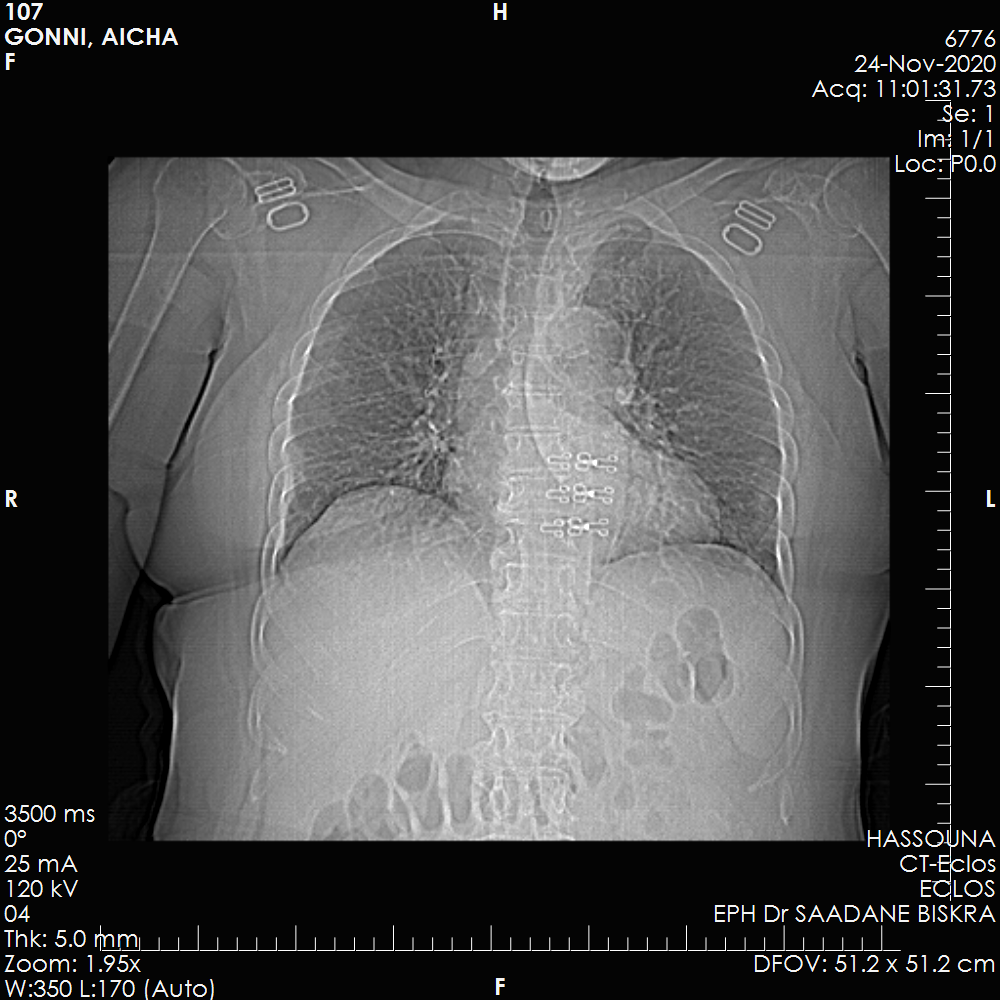 107
GONNI, AICHA
F
H
6776
24-Nov-2020
Acq: 11:01:31.73
Se: 1
Im: 1/1
Loc: P0.0
R
L
3500 ms
0°
25 mA
120 kV
04
Thk: 5.0 mm
Zoom: 1.95x
W:350 L:170 (Auto)
F
HASSOUNA
CT-Eclos
ECLOS
EPH Dr SAADANE BISKRA
DFOV: 51.2 x 51.2 cm